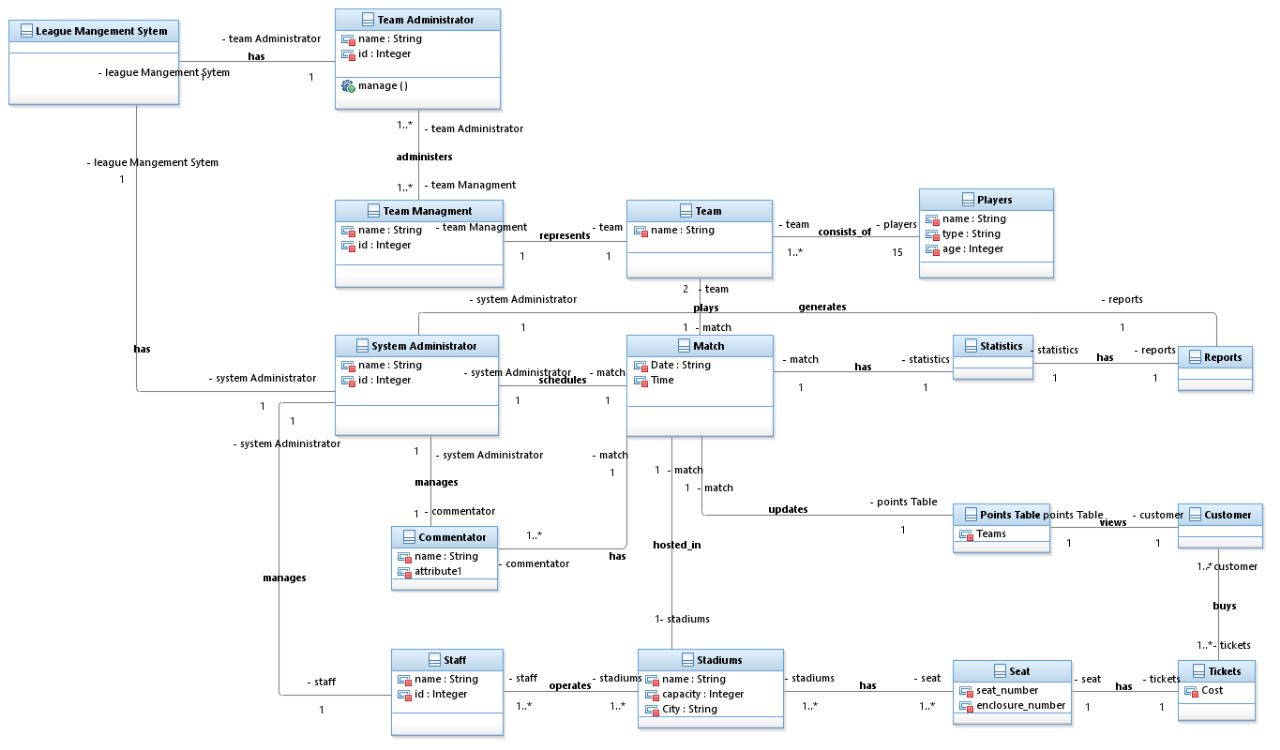 League Mangement Sytem
- team Administrator
has
- league Mangement Sytem
1
1
Team Administrator
name : String
id : Integer
manage ( )
1..*
- team Administrator
administers
1..*
- team Managment
- league Mangement Sytem
1
has
- system Administrator
1
Team Managment
name : String
id : Integer
- team Managment
represents
- team
1
1
Team
name : String
- team
consists_of
- players
1..*
15
Players
name : String
type : String
age : Integer
2
- team
plays
1
- match
- system Administrator
1
generates
- reports
1
System Administrator
name : String
id : Integer
- system Administrator
schedules
- match
1
1
Match
Date : String
Time
- match
has
- statistics
1
1
Statistics
- statistics
has
- reports
1
1
Reports
1
- system Administrator
manages
- staff
1
1
- system Administrator
manages
1
- commentator
Commentator
name : String
attribute1
- match
1
1..*
has
- commentator
1
- match
hosted_in
1
- stadiums
1
- match
updates
- points Table
1
Points Table
Teams
points Table
views
- customer
1
1
Customer
1..*
- customer
buys
1..*
- tickets
Staff
name : String
id : Integer
- staff
operates
- stadiums
1..*
1..*
Stadiums
name : String
capacity : Integer
City : String
- stadiums
has
- seat
1..*
1..*
Seat
seat_number
enclosure_number
- seat
has
- tickets
1
1
Tickets
Cost